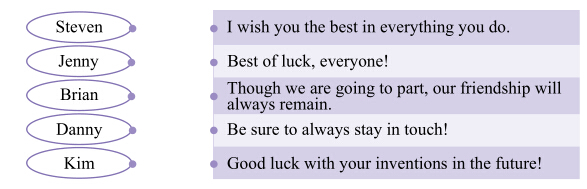 Steven
I wish you the best in everything you do.
Jenny
Best of luck, everyone!
Brian
Though we are going to part, our friendship will
always remain.
Danny
Be sure to always stay in touch!
Kim
Good luck with your inventions in the future!